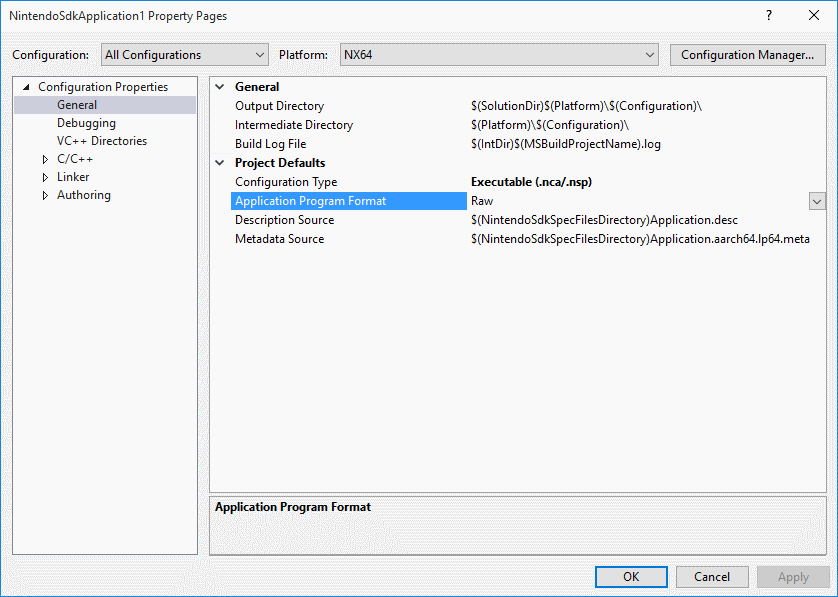 NintendoSdkApplication1 Property Pages
?
Configuration: All Configurations Platform: NX64 Configuration Manager...
Configuration Properties
General
Debugging
VC++ Directories
C/C++
Linker
Authoring
General
Output Directory $(SolutionDir)$(Platform)\$(Configuration)\
Intermediate Directory $(Platform)\$(Configuration)\
Build Log File $(IntDir)$(MSBuildProjectName).log
Project Defaults
Configuration Type Executable (.nca/.nsp)
Application Program Format Raw
Description Source $(NintendoSdkSpecFilesDirectory)Application.desc
Metadata Source $(NintendoSdkSpecFilesDirectory)Application.aarch64.lp64.meta
Application Program Format
OK Cancel Apply